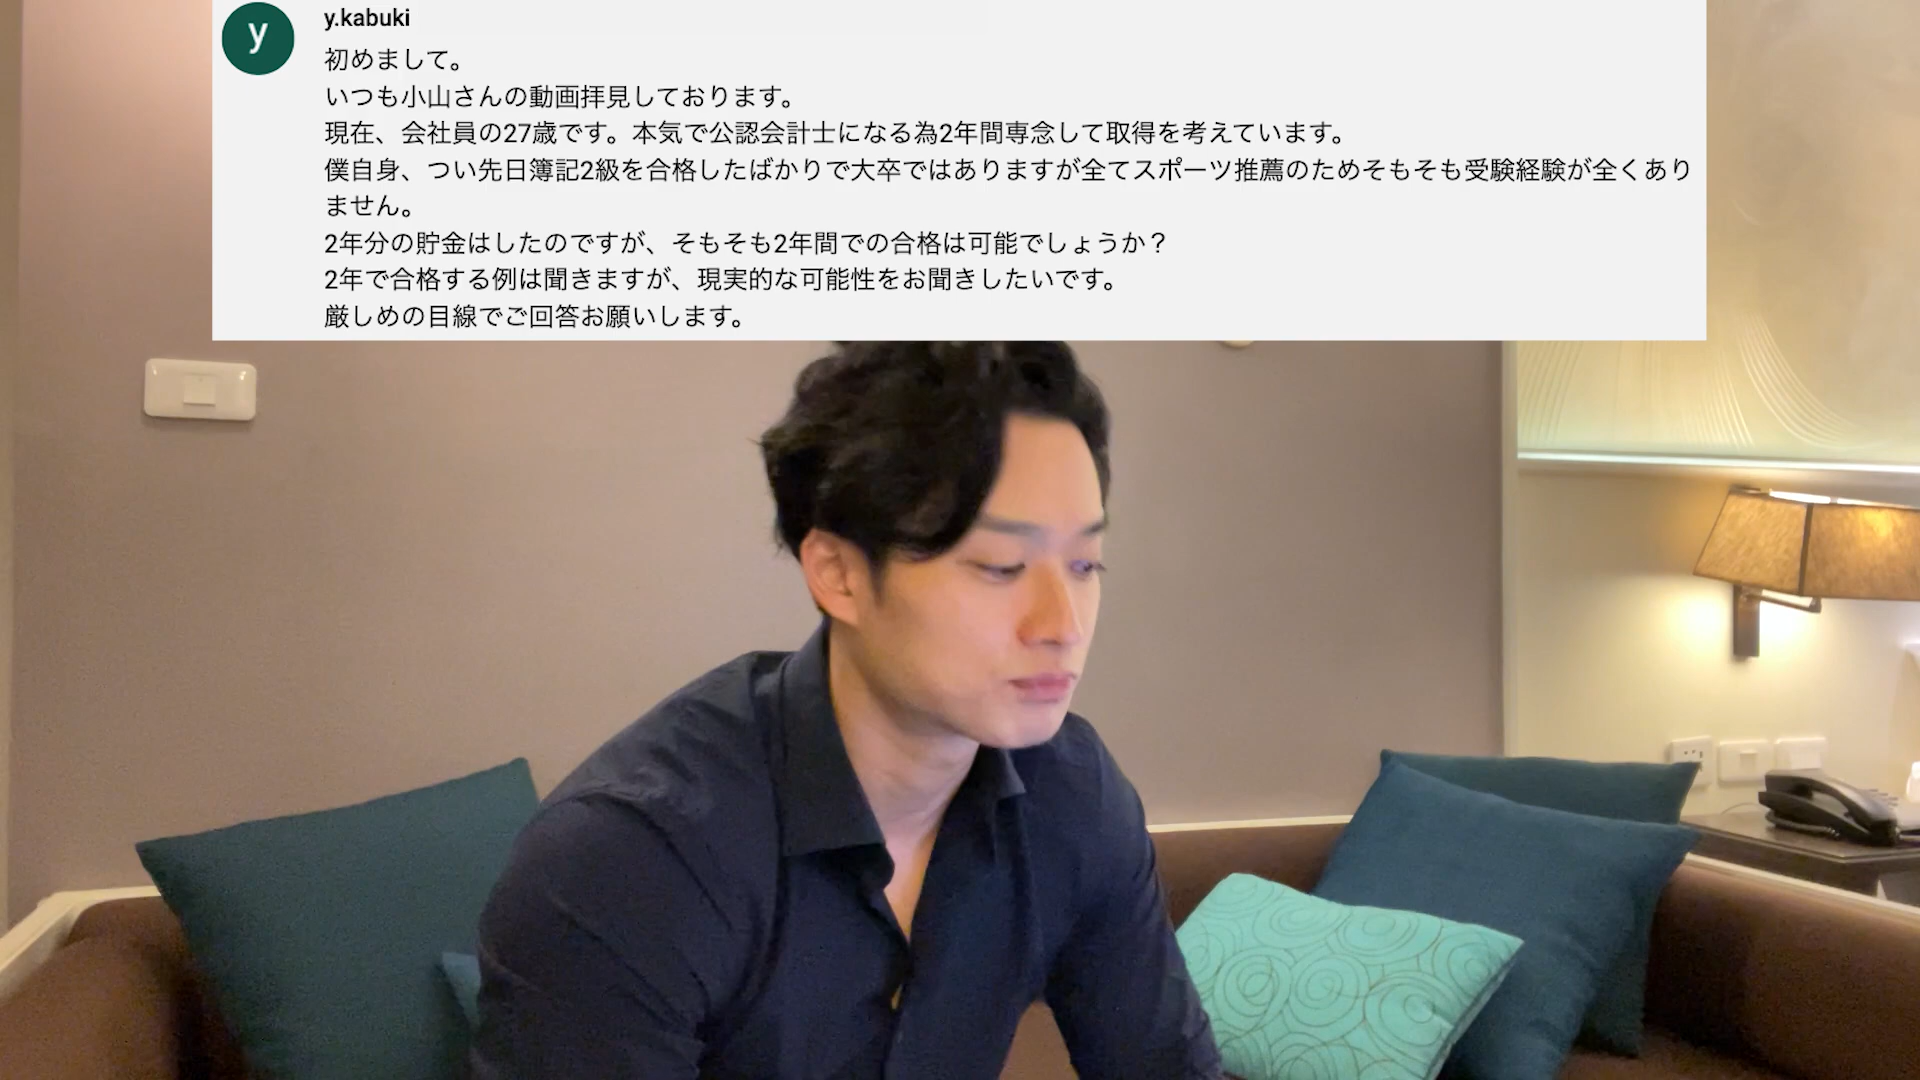 y
y.kabuki
初めまして。
いつも小山さんの動画拝見しております。
現在、会社員の27歳です。本気で公認会計士になる為2年間専念して取得を考えています。
僕自身、つい先日簿記2級を合格したばかりで大卒ではありますが全てスポーツ推薦のためそもそも受験経験が全くあり
ません。
2年分の貯金はしたのですが、そもそも2年間での合格は可能でしょうか？
2年で合格する例は聞きますが、現実的な可能性をお聞きしたいです。
厳しめの目線でご回答お願いします。